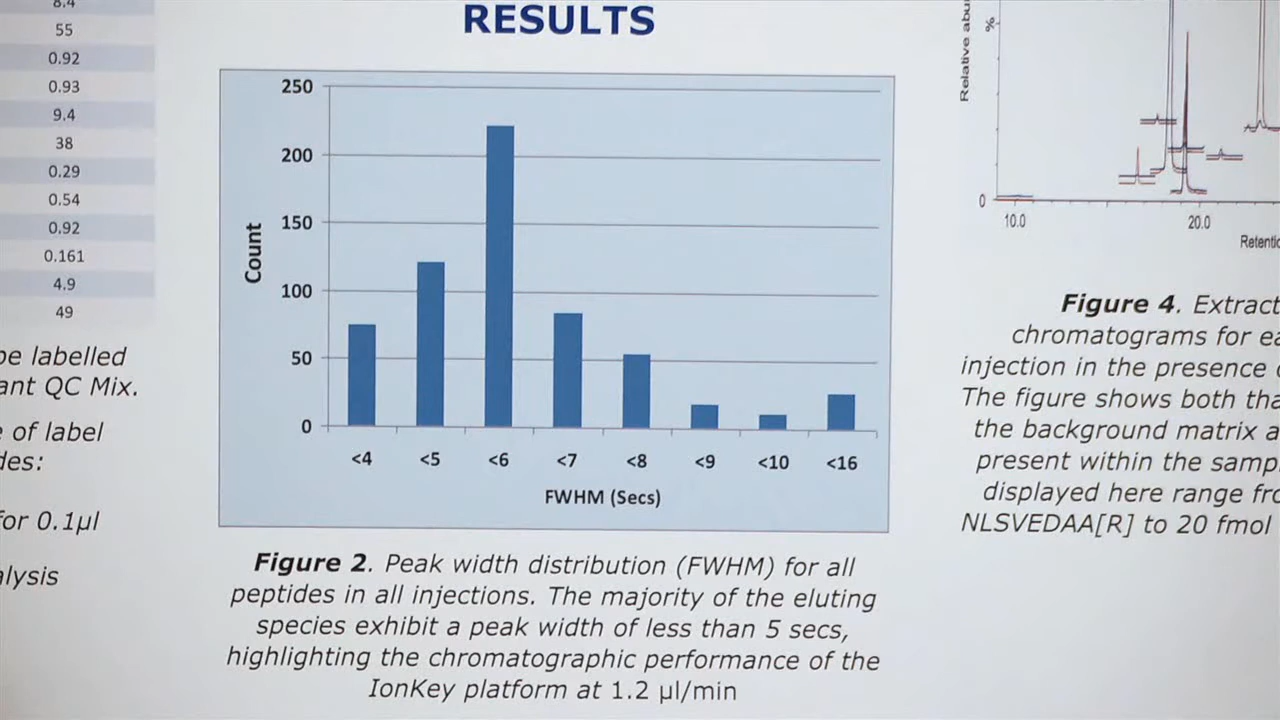 8.4
55
0.92
0.93
9.4
38
0.29
0.54
0.92
0.161
4.9
49
be labelled
ant QC Mix.
e of label
des:
for 0.1µl
alysis
RESULTS
250
200
150
100
50
0
Count
<4 <5 <6 <7 <8 <9 <10 <16
FWHM (Secs)
Figure 2. Peak width distribution (FWHM) for all
peptides in all injections. The majority of the eluting
species exhibit a peak width of less than 5 secs,
highlighting the chromatographic performance of the
IonKey platform at 1.2 µl/min
Relative abu
%
0
10.0 20.0
Retentio
Figure 4. Extract
chromatograms for ea
injection in the presence
The figure shows both tha
the background matrix a
present within the samp
displayed here range fro
NLSVEDAA[R] to 20 fmol